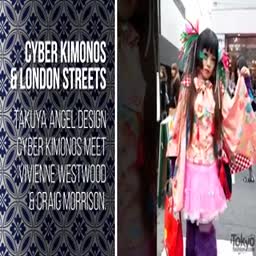 CYBER KIMONOS
& LONDON STREETS
TAKUYA ANGEL DESIGN
CYBER KIMONOS MEET
VIVIENNE WESTWOOD
& CRAIG MORRISON.
Tokyo